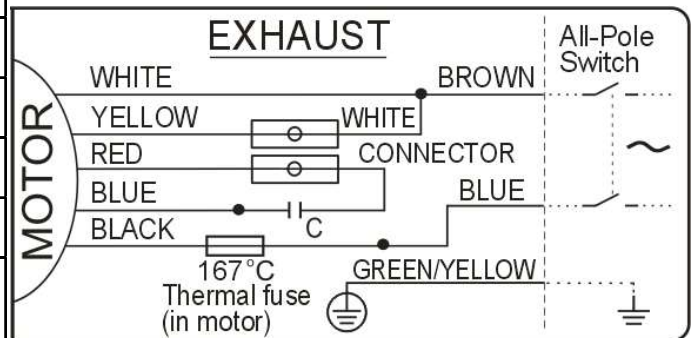 EXHAUST
All-Pole
Switch
WHITE
BROWN
YELLOW
WHITE
RED
CONNECTOR
BLUE
BLUE
C
BLACK
MOTOR
167°C
GREEN/YELLOW
Thermal fuse
(in motor)